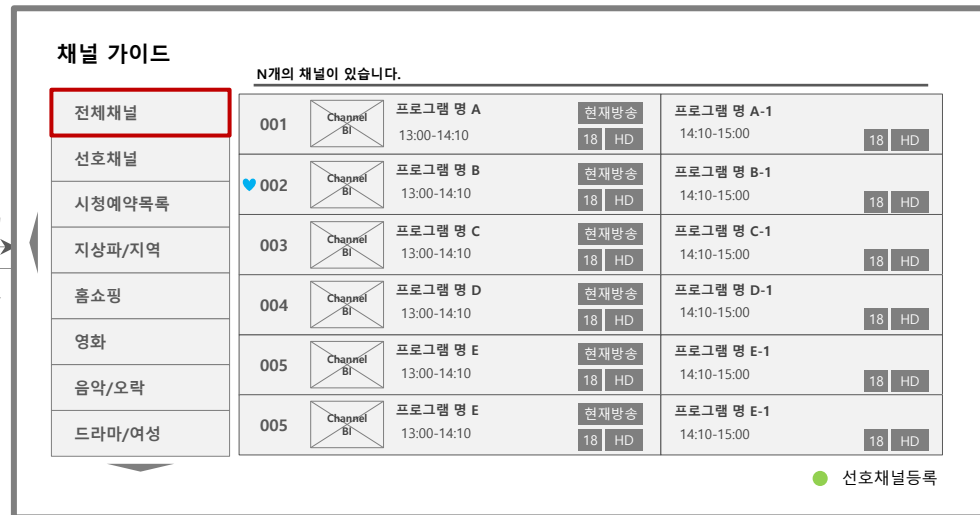 채널 가이드
N개의 채널이 있습니다.
전체채널
선호채널
시청예약목록
지상파/지역
홈쇼핑
영화
음악/오락
드라마/여성
001 Channel BI 프로그램 명 A 현재방송 프로그램 명 A-1
13:00-14:10 18 HD 14:10-15:00 18 HD
002 Channel BI 프로그램 명 B 현재방송 프로그램 명 B-1
13:00-14:10 18 HD 14:10-15:00 18 HD
003 Channel BI 프로그램 명 C 현재방송 프로그램 명 C-1
13:00-14:10 18 HD 14:10-15:00 18 HD
004 Channel BI 프로그램 명 D 현재방송 프로그램 명 D-1
13:00-14:10 18 HD 14:10-15:00 18 HD
005 Channel BI 프로그램 명 E 현재방송 프로그램 명 E-1
13:00-14:10 18 HD 14:10-15:00 18 HD
005 Channel BI 프로그램 명 E 현재방송 프로그램 명 E-1
13:00-14:10 18 HD 14:10-15:00 18 HD
선호채널등록